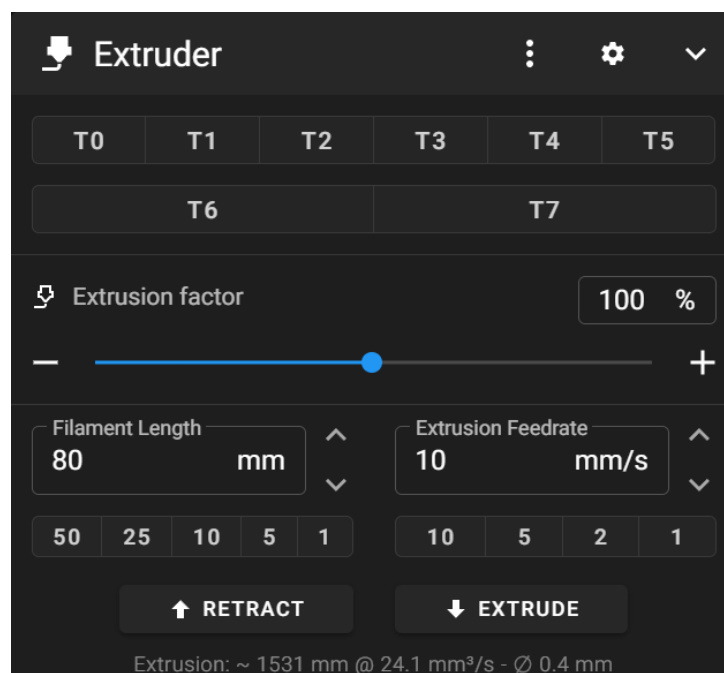 Extruder
T0 T1 T2 T3 T4 T5
T6 T7
Extrusion factor 100 %
Filament Length Extrusion Feedrate
80 mm 10 mm/s
50 25 10 5 1 10 5 2 1
RETRACT EXTRUDE
Extrusion: ~ 1531 mm @ 24.1 mm³/s - ∅ 0.4 mm